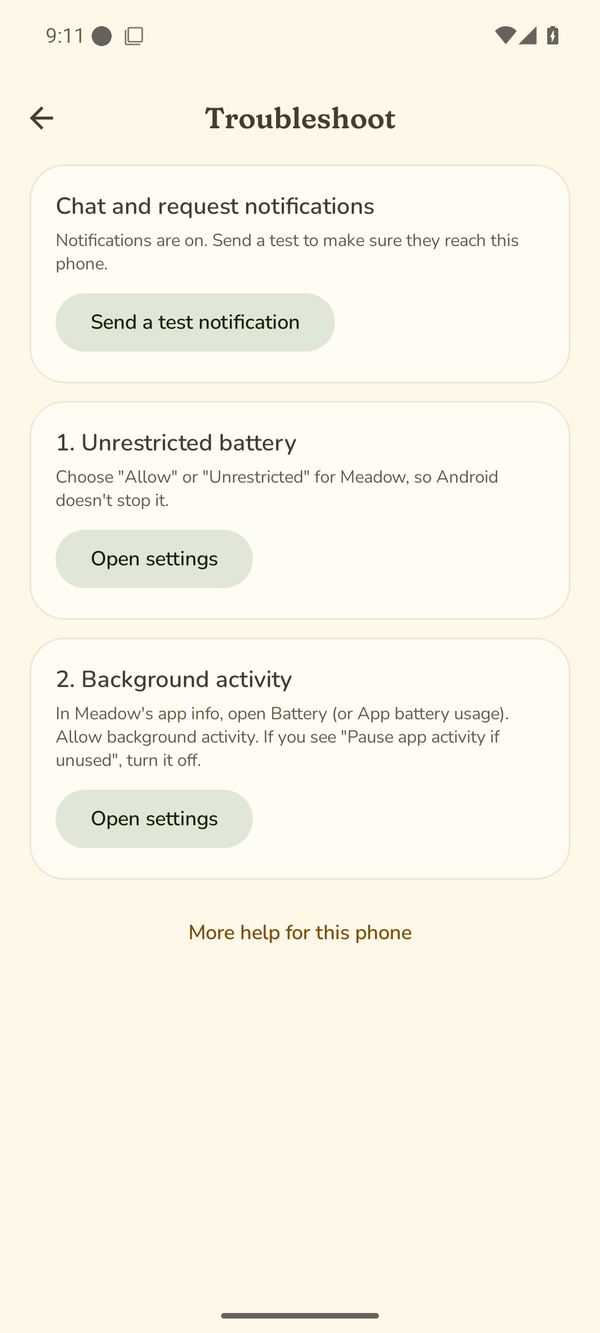 9:11
Troubleshoot
Chat and request notifications
Notifications are on. Send a test to make sure they reach this
phone.
Send a test notification
1. Unrestricted battery
Choose "Allow" or "Unrestricted" for Meadow, so Android
doesn't stop it.
Open settings
2. Background activity
In Meadow's app info, open Battery (or App battery usage).
Allow background activity. If you see "Pause app activity if
unused", turn it off.
Open settings
More help for this phone